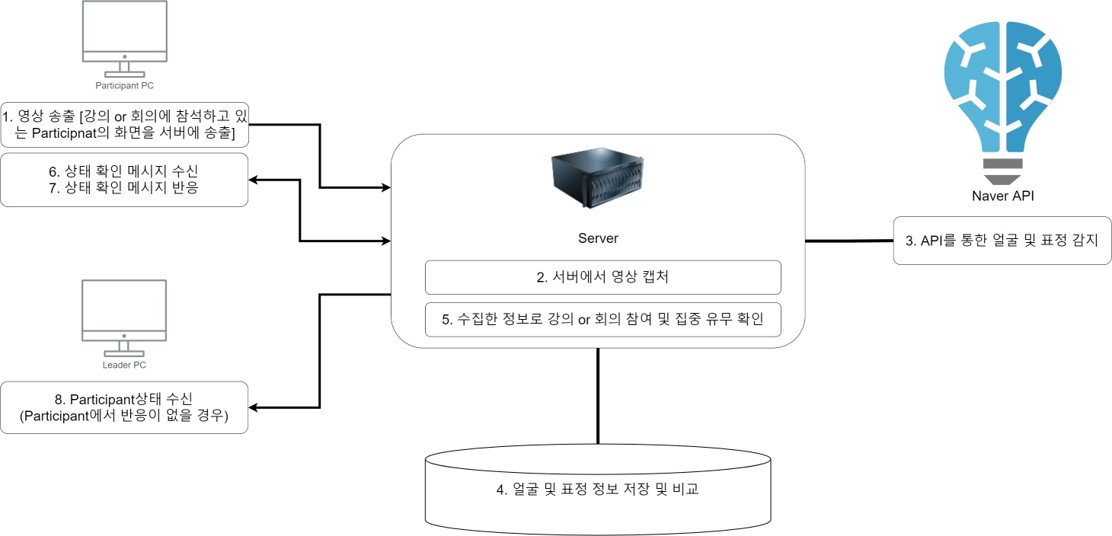 Participant PC
1. 영상 송출 [강의 or 회의에 참석하고 있
는 Participnat의 화면을 서버에 송출]
6. 상태 확인 메시지 수신
7. 상태 확인 메시지 반응
Naver API
3. API를 통한 얼굴 및 표정 감지
Server
2. 서버에서 영상 캡처
5. 수집한 정보로 강의 or 회의 참여 및 집중 유무 확인
Leader PC
8. Participant상태 수신
(Participant에서 반응이 없을 경우)
4. 얼굴 및 표정 정보 저장 및 비교